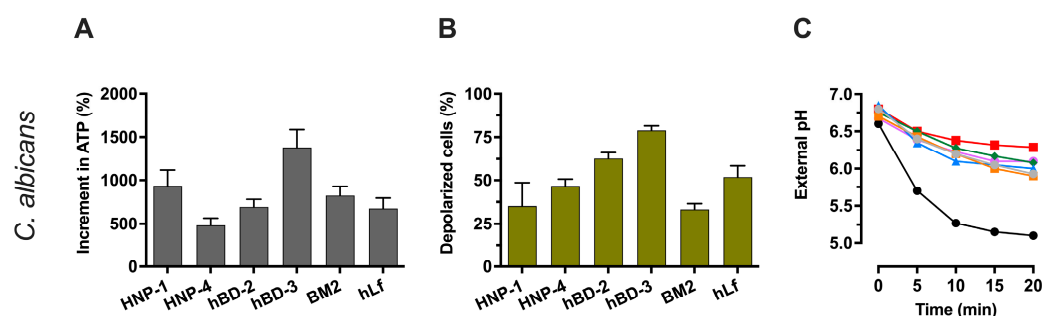 A
B
C
C. albicans
Increment in ATP (%)
2000
1500
1000
500
0
HNP-1
HNP-4
hBD-2
hBD-3
BM2
hLf
Depolarized cells (%)
100
75
50
25
0
HNP-1
HNP-4
hBD-2
hBD-3
BM2
hLf
External pH
7.0
6.5
6.0
5.5
5.0
0 5 10 15 20
Time (min)